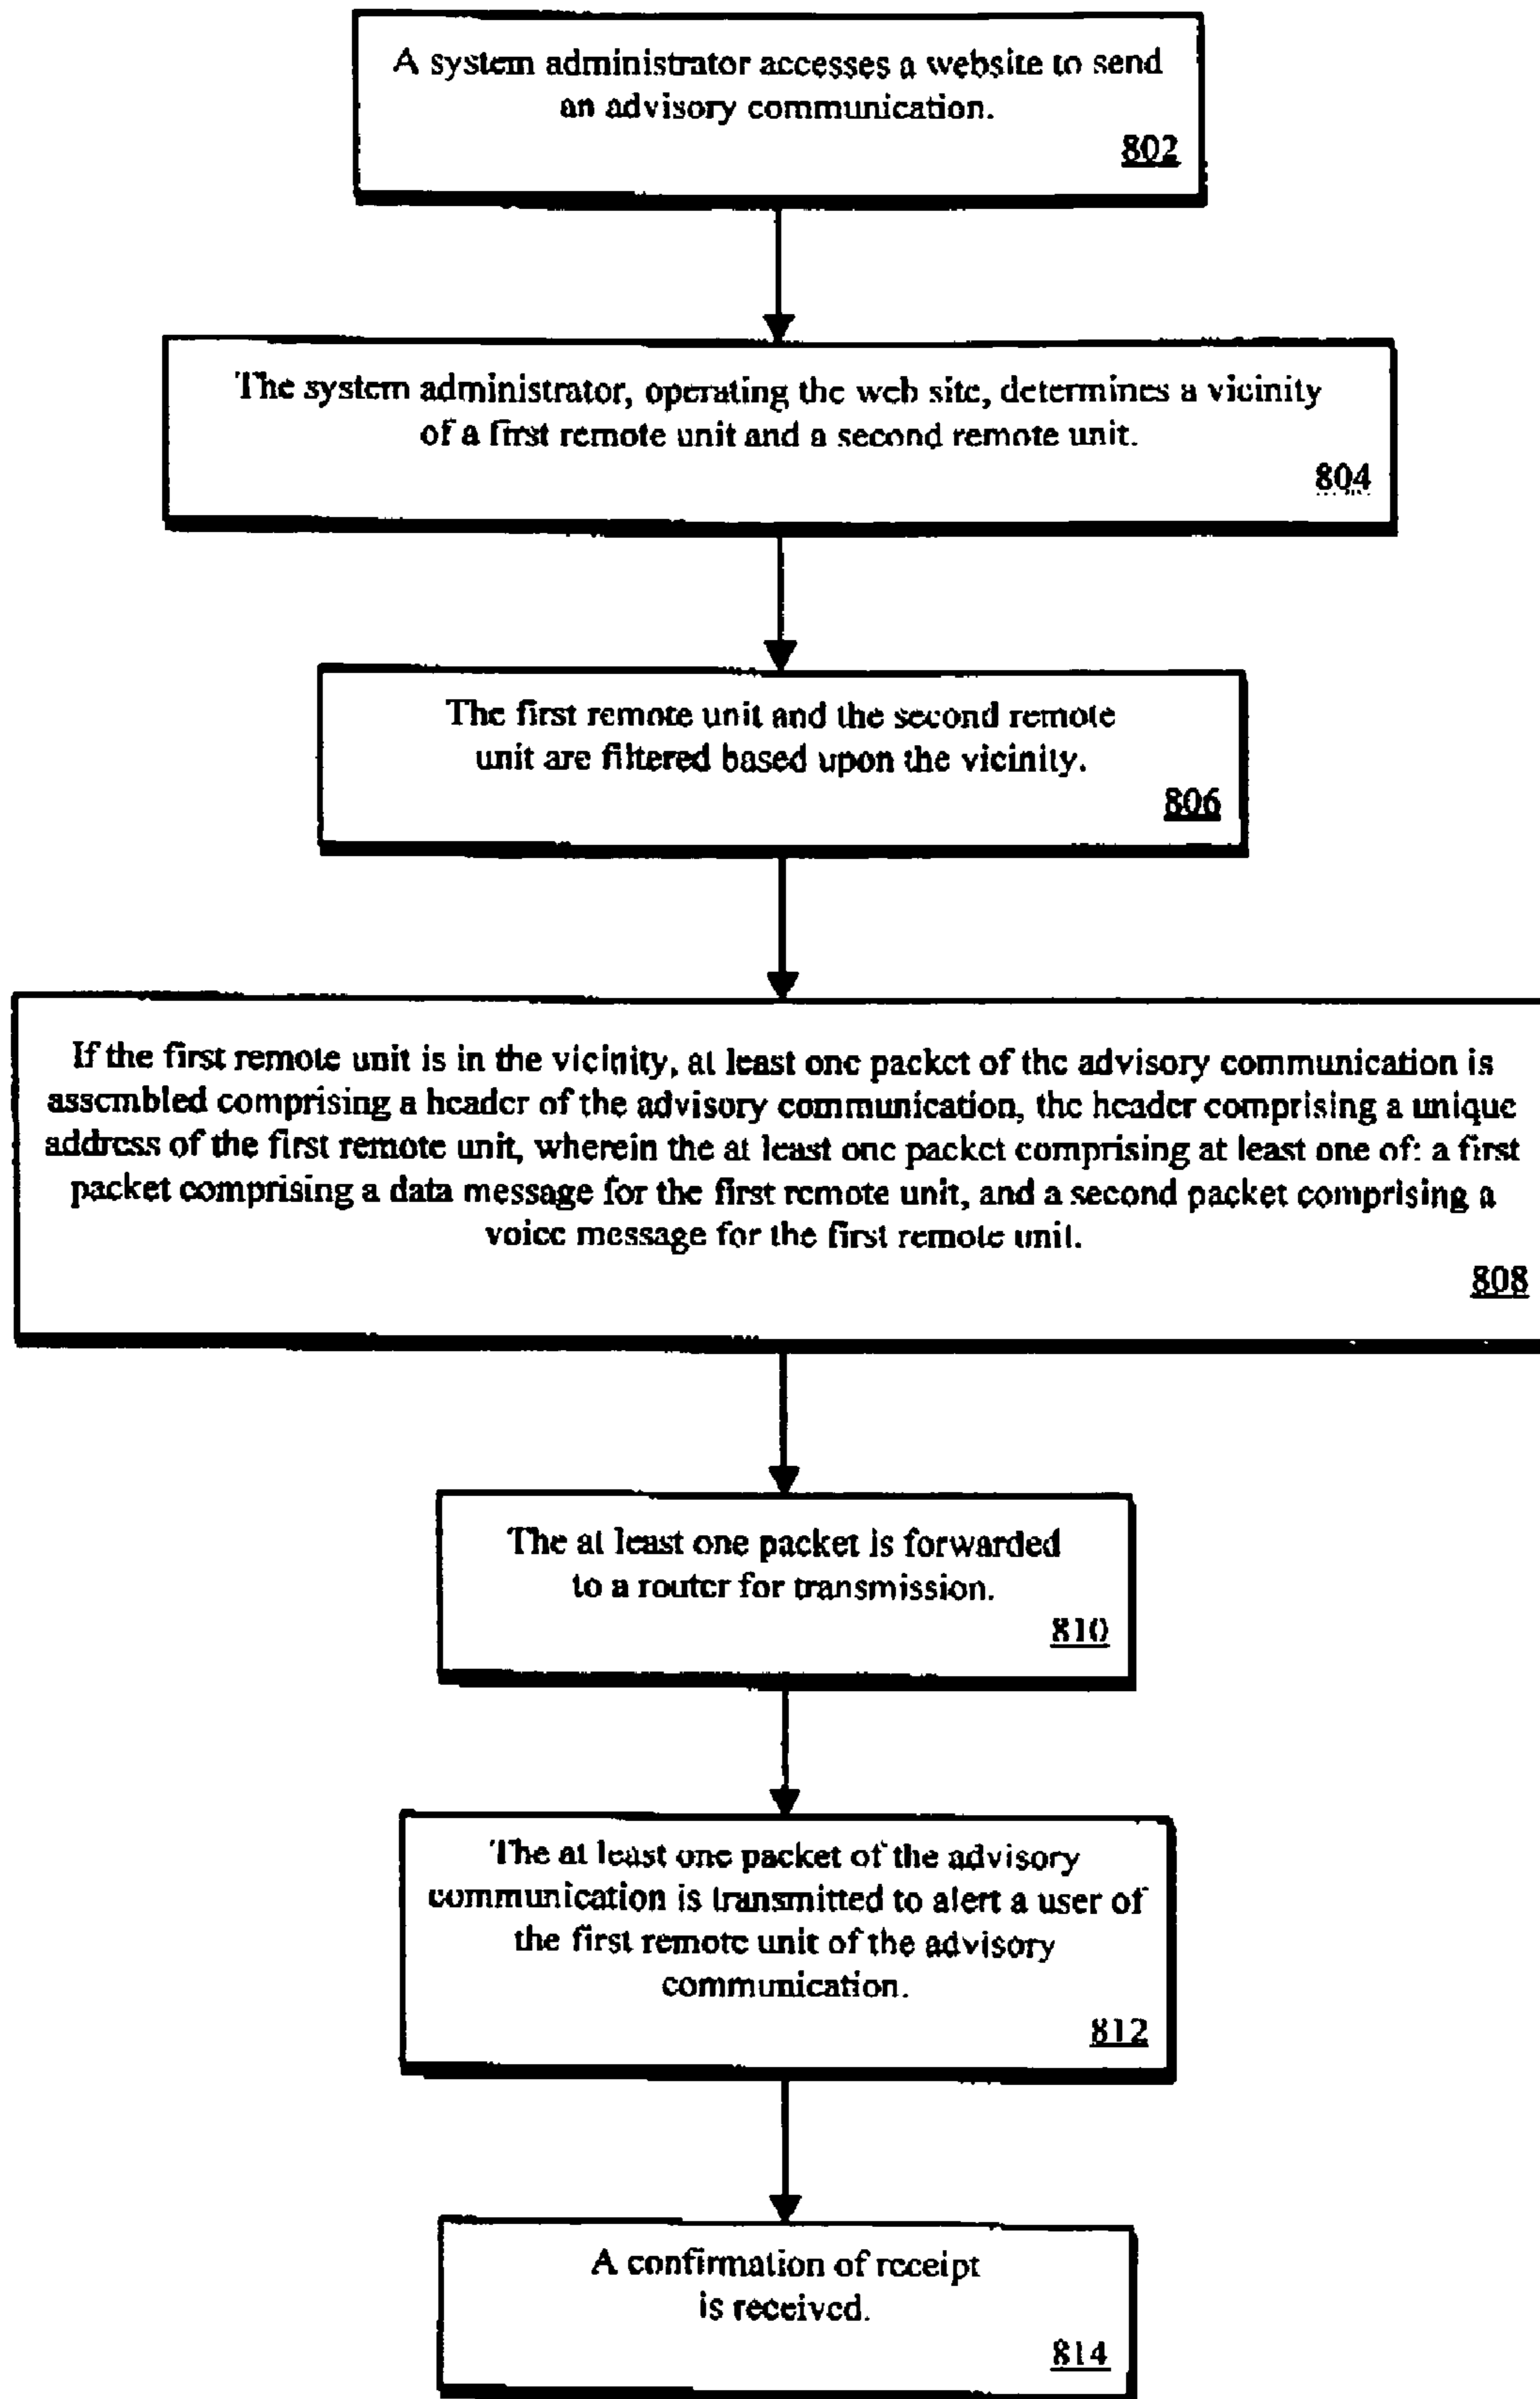 A system administrator accesses a website to send
an advisory communication.
802
The system administrator, operating the web site, determines a vicinity
of a first remote unit and a second remote unit.
804
The first remote unit and the second remote
unit are filtered based upon the vicinity.
806
If the first remote unit is in the vicinity, at least one packet of the advisory communication is
assembled comprising a header of the advisory communication, the header comprising a unique
address of the first remote unit, wherein the at least one packet comprising at least one of: a first
packet comprising a data message for the first remote unit, and a second packet comprising a
voice message for the first remote unit.
808
The at least one packet is forwarded
to a router for transmission.
810
The at least one packet of the advisory
communication is transmitted to alert a user of
the first remote unit of the advisory
communication.
812
A confirmation of receipt
is received.
814